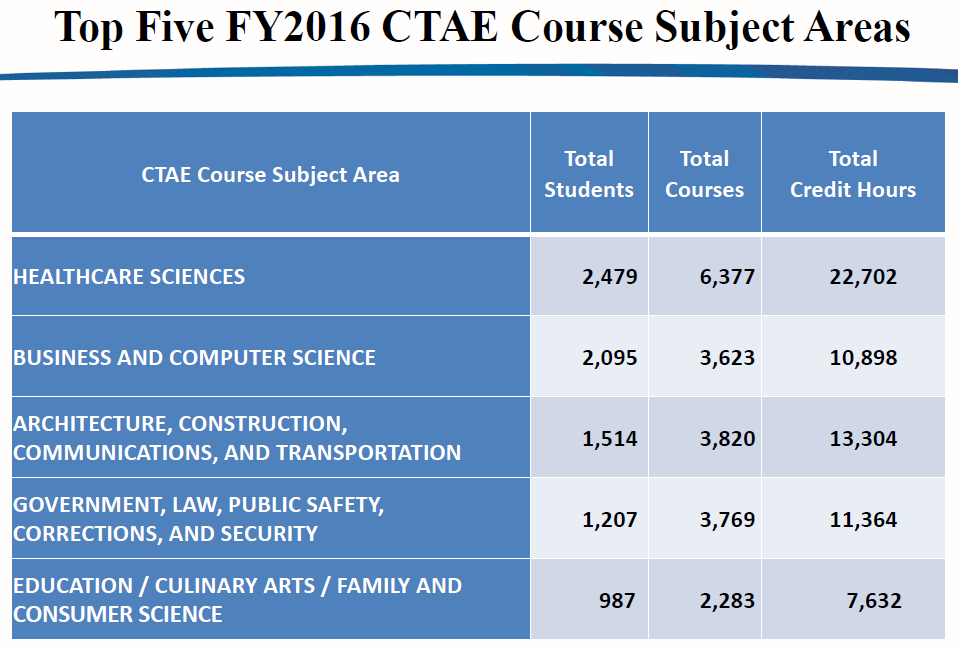 Top Five FY2016 CTAE Course Subject Areas
CTAE Course Subject Area
Total
Students
Total
Courses
Total
Credit Hours
HEALTHCARE SCIENCES 2,479 6,377 22,702
BUSINESS AND COMPUTER SCIENCE 2,095 3,623 10,898
ARCHITECTURE, CONSTRUCTION,
COMMUNICATIONS, AND TRANSPORTATION 1,514 3,820 13,304
GOVERNMENT, LAW, PUBLIC SAFETY,
CORRECTIONS, AND SECURITY 1,207 3,769 11,364
EDUCATION / CULINARY ARTS / FAMILY AND
CONSUMER SCIENCE 987 2,283 7,632